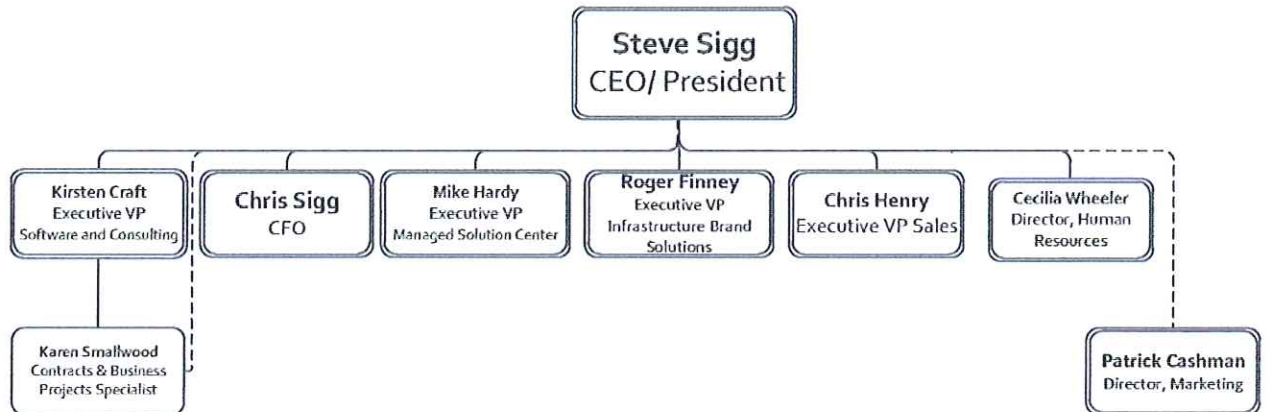 Steve Sigg
CEO/ President
Kirsten Craft
Executive VP
Software and Consulting
Chris Sigg
CFO
Mike Hardy
Executive VP
Managed Solution Center
Roger Finney
Executive VP
Infrastructure Brand
Solutions
Chris Henry
Executive VP Sales
Cecilia Wheeler
Director, Human
Resources
Karen Smallwood
Contracts & Business
Projects Specialist
Patrick Cashman
Director, Marketing